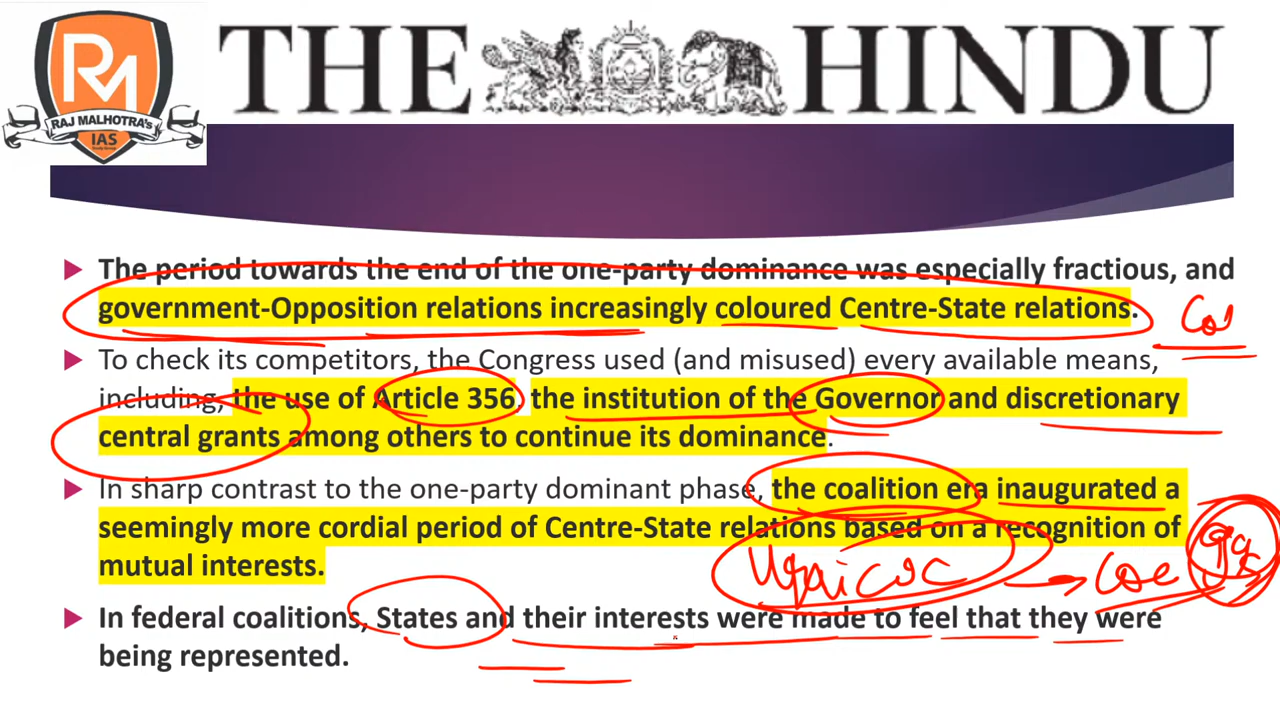 RM
RAJ MALHOTRA'S
IAS
THE HINDU
The period towards the end of the one-party dominance was especially fractious, and
government-Opposition relations increasingly coloured Centre-State relations.
To check its competitors, the Congress used (and misused) every available means,
including, the use of Article 356, the institution of the Governor and discretionary
central grants among others to continue its dominance.
In sharp contrast to the one-party dominant phase, the coalition era inaugurated a
seemingly more cordial period of Centre-State relations based on a recognition of
mutual interests.
In federal coalitions, States and their interests were made to feel that they were
being represented.